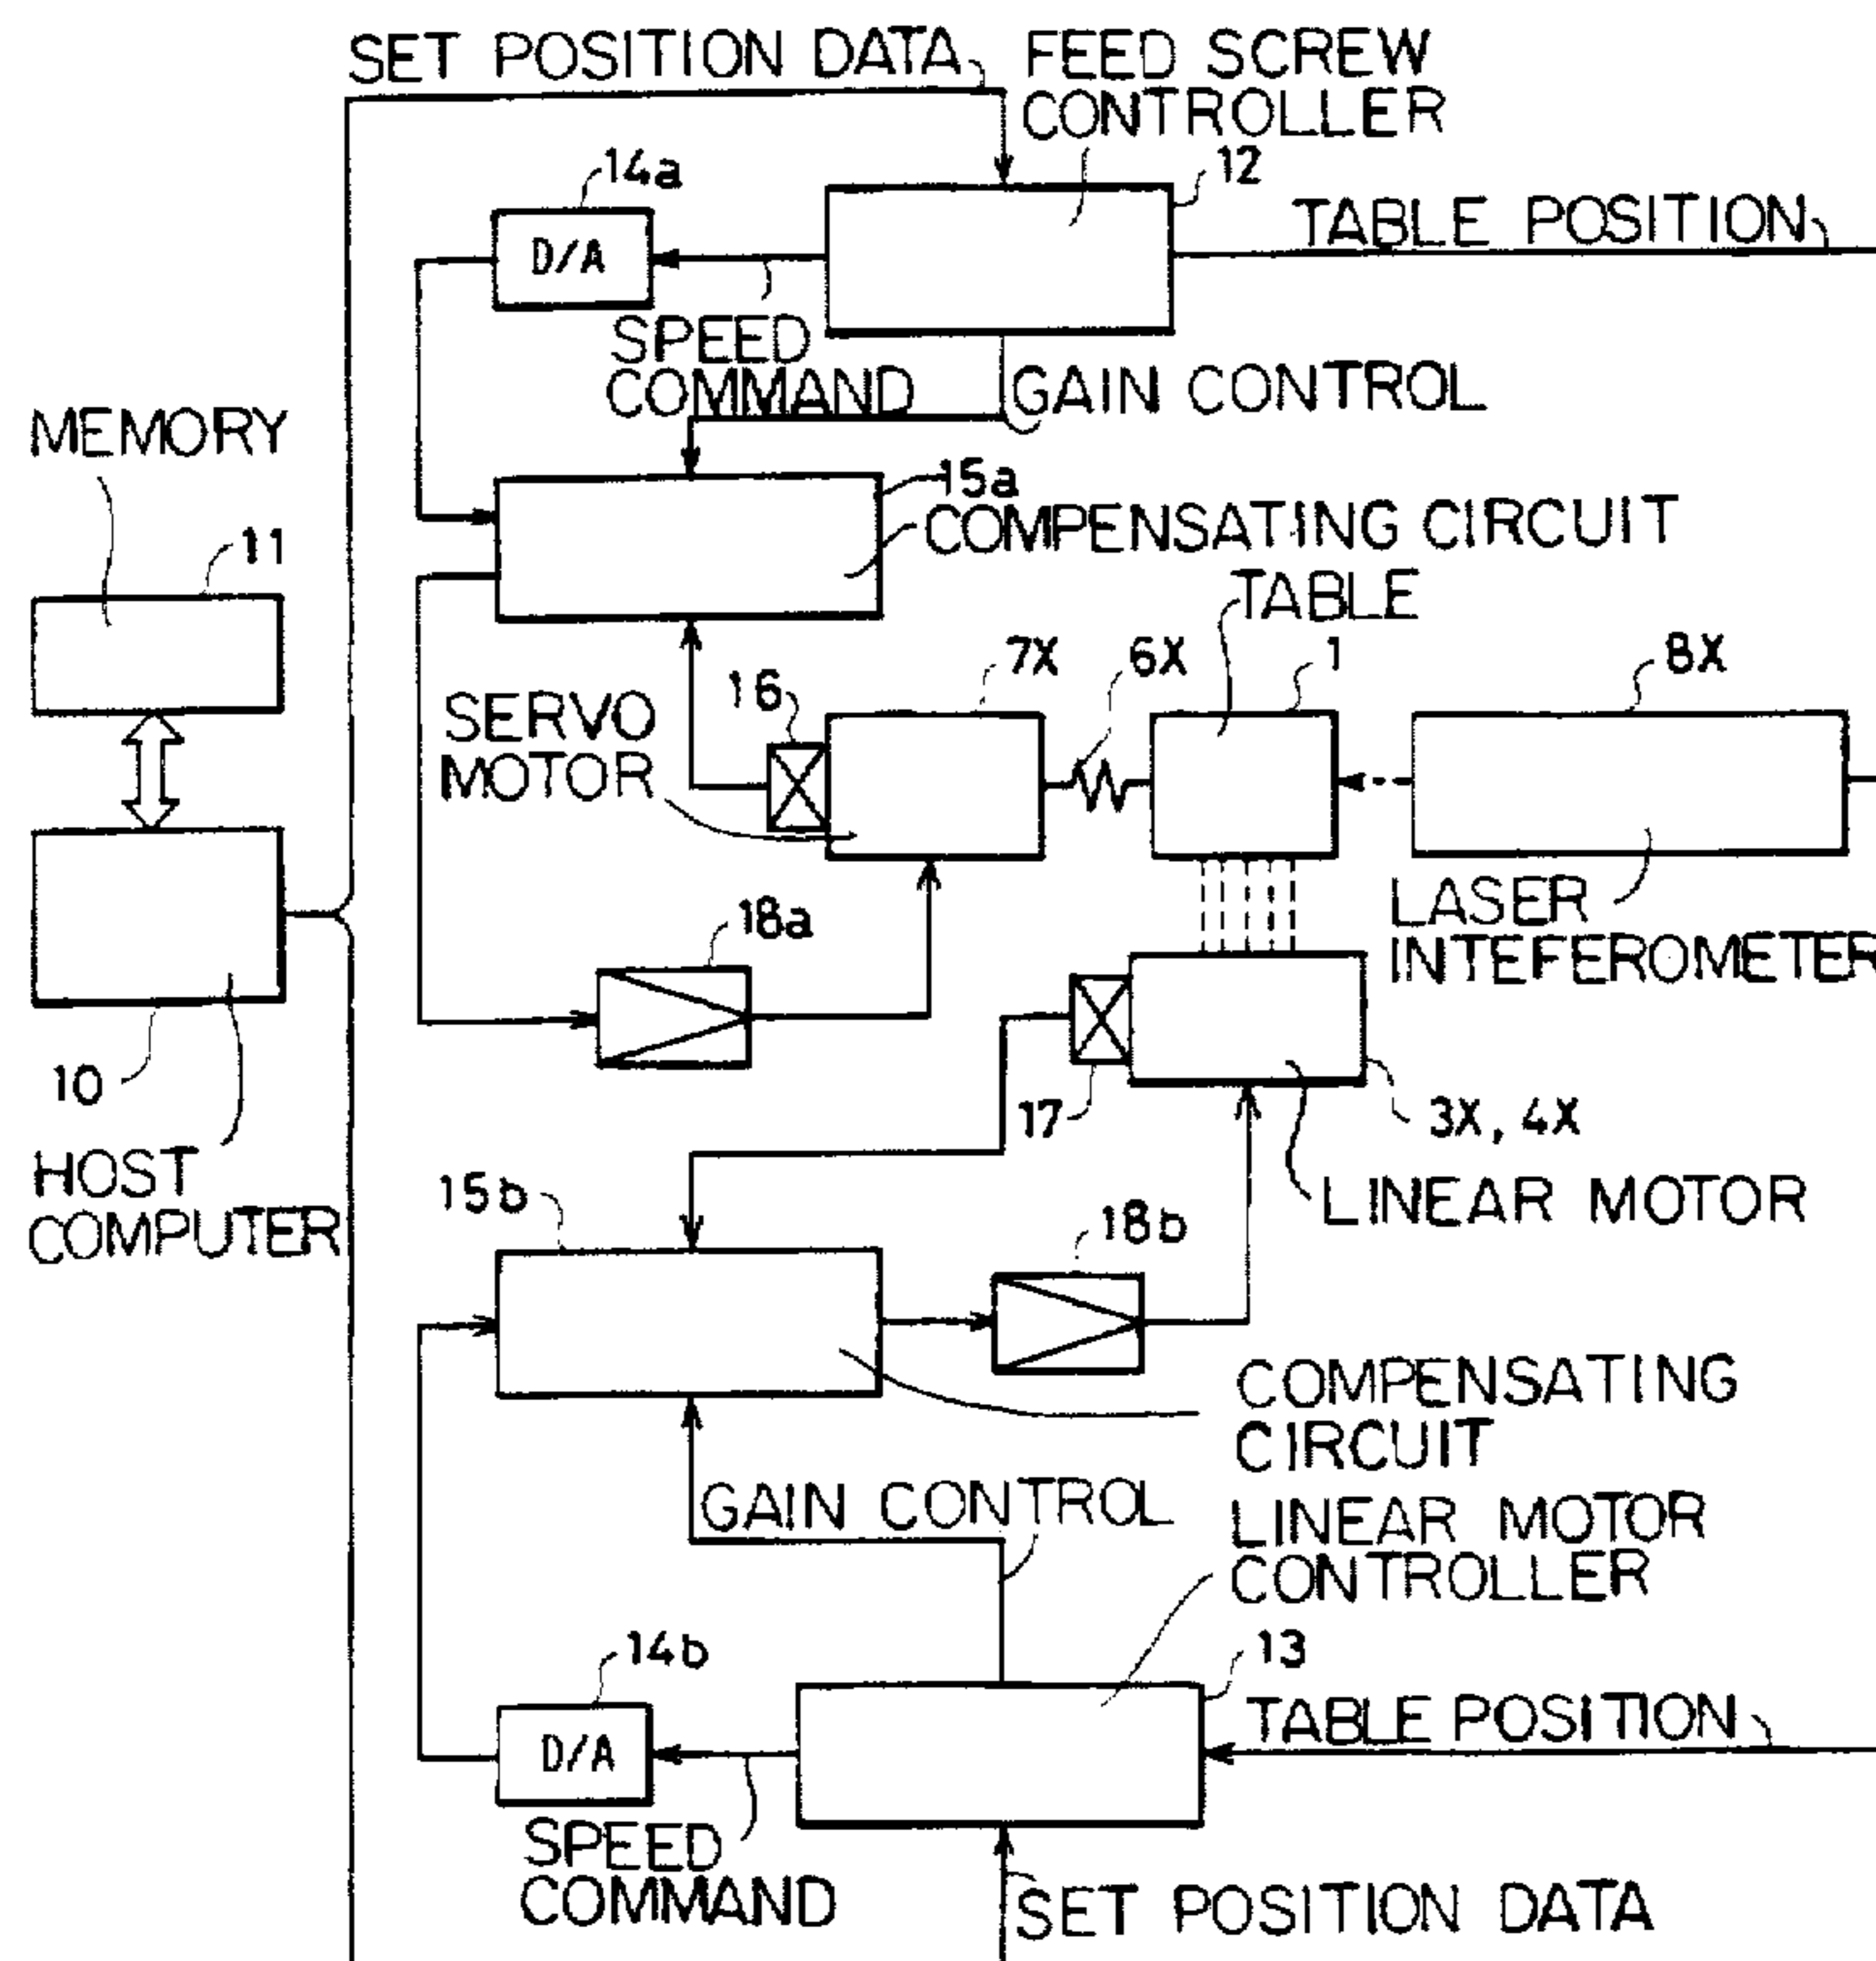 SET POSITION DATA
FEED SCREW
CONTROLLER
14a
12
D/A
TABLE POSITION
SPEED
COMMAND
GAIN CONTROL
MEMORY
15a
COMPENSATING CIRCUIT
11
TABLE
7X
6X
1
8X
16
SERVO
MOTOR
LASER
INTEFEROMETER
18a
10
17
3X, 4X
HOST
COMPUTER
15b
18b
LINEAR MOTOR
COMPENSATING
CIRCUIT
GAIN CONTROL
LINEAR MOTOR
CONTROLLER
14b
13
D/A
TABLE POSITION
SPEED
COMMAND
SET POSITION DATA